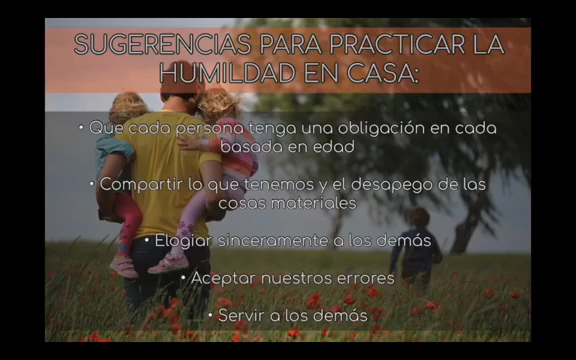 SUGERENCIAS PARA PRACTICAR LA
HUMILDAD EN CASA:
• Que cada persona tenga una obligación en cada
basada en edad
• Compartir lo que tenemos y el desapego de las
cosas materiales
• Elogiar sinceramente a los demás
• Aceptar nuestros errores
• Servir a los demás